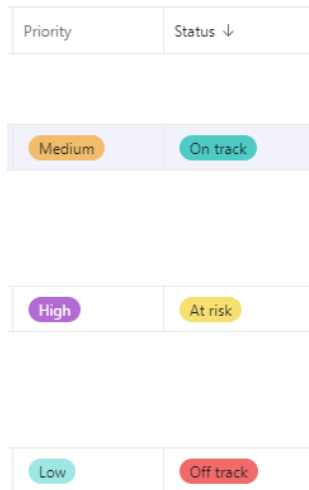 Priority Status ↓
Medium On track
High At risk
Low Off track